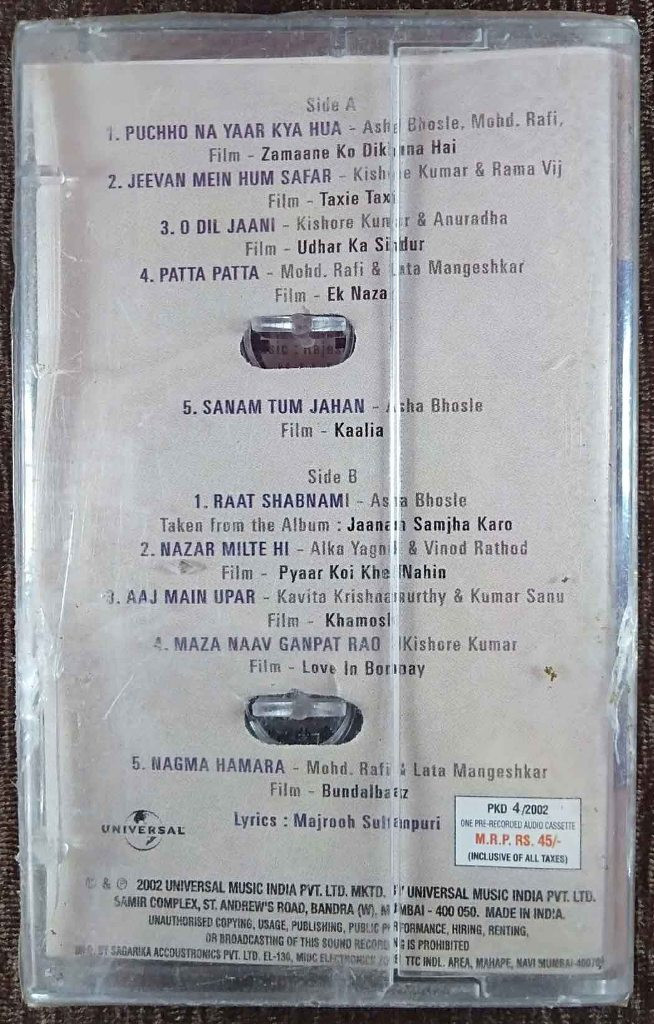 Side A
1. PUCHHO NA YAAR KYA HUA - Asha Bhosle, Mohd. Rafi,
Film - Zamaane Ko Dikhana Hai
2. JEEVAN MEIN HUM SAFAR - Kishore Kumar & Rama Vij
Film - Taxie Taxi
3. O DIL JAANI - Kishore Kumar & Anuradha
Film - Udhar Ka Sindur
4. PATTA PATTA - Mohd. Rafi & Lata Mangeshkar
Film - Ek Naza
5. SANAM TUM JAHAN - Asha Bhosle
Film - Kaalia
Side B
1. RAAT SHABNAMI - Asha Bhosle
Taken from the Album : Jaanam Samjha Karo
2. NAZAR MILTE HI - Alka Yagnik & Vinod Rathod
Film - Pyaar Koi Khel Nahin
3. AAJ MAIN UPAR - Kavita Krishnamurthy & Kumar Sanu
Film - Khamosh
4. MAZA NAAV GANPAT RAO - Kishore Kumar
Film - Love In Bombay
5. NAGMA HAMARA - Mohd. Rafi & Lata Mangeshkar
Film - Bundalbaaz
Lyrics : Majrooh Sultanpuri
UNIVERSAL
PKD 4/2002
ONE PRE-RECORDED AUDIO CASSETTE
M.R.P. RS. 45/-
(INCLUSIVE OF ALL TAXES)
© & ℗ 2002 UNIVERSAL MUSIC INDIA PVT. LTD. MKTD. BY UNIVERSAL MUSIC INDIA PVT. LTD.
SAMIR COMPLEX, ST. ANDREW'S ROAD, BANDRA (W), MUMBAI - 400 050. MADE IN INDIA.
UNAUTHORISED COPYING, USAGE, PUBLISHING, PUBLIC PERFORMANCE, HIRING, RENTING,
OR BROADCASTING OF THIS SOUND RECORDING IS PROHIBITED
MFG. BY SAGARIKA ACCOUSTRONICS PVT. LTD. EL-130, MIDC ELECTRONICS ZONE TTC INDL. AREA, MAHAPE, NAVI MUMBAI-40070